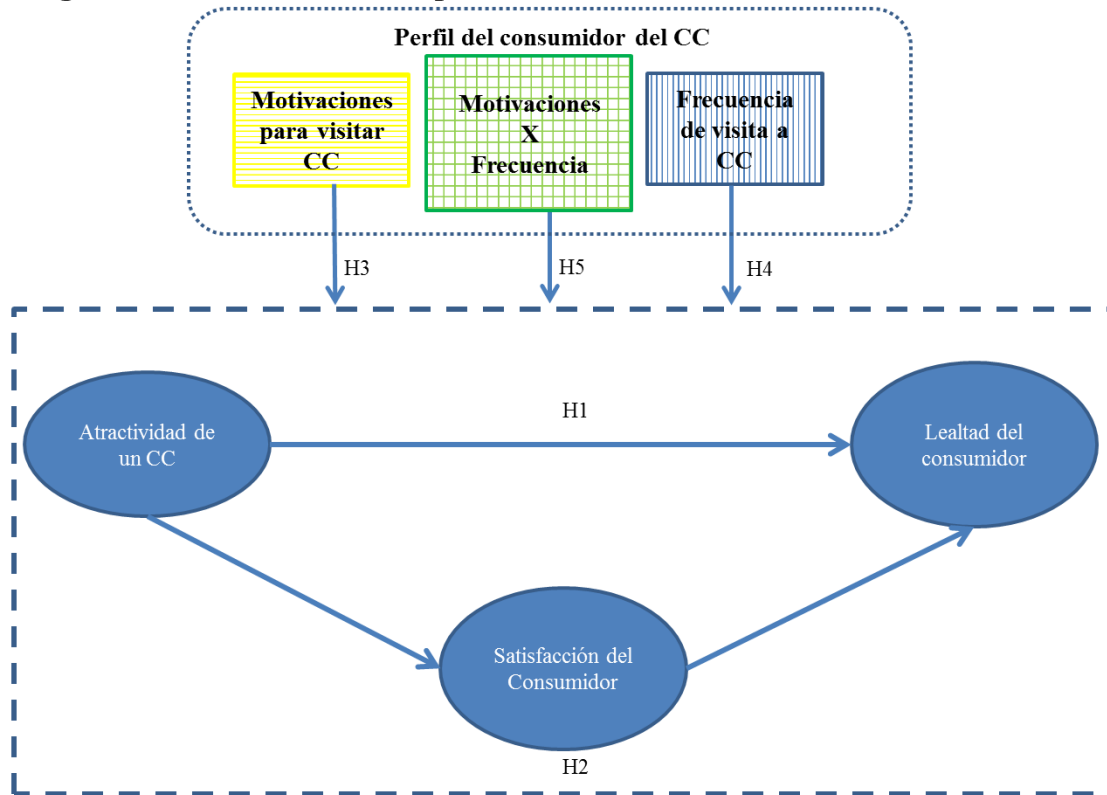 Perfil del consumidor del CC
Motivaciones
para visitar
CC
Motivaciones
X
Frecuencia
Frecuencia
de visita a
CC
H3
H5
H4
Atractividad de
un CC
H1
Lealtad del
consumidor
Satisfacción del
Consumidor
H2